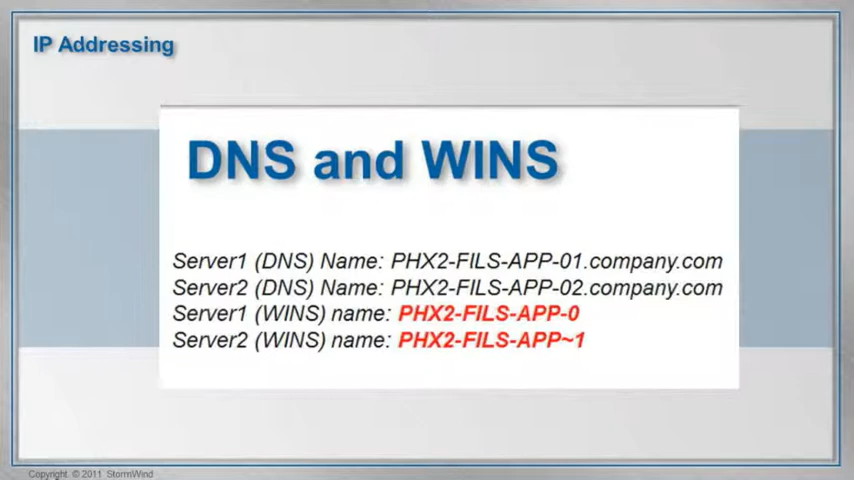 IP Addressing
DNS and WINS
Server1 (DNS) Name: PHX2-FILS-APP-01.company.com
Server2 (DNS) Name: PHX2-FILS-APP-02.company.com
Server1 (WINS) name: PHX2-FILS-APP-0
Server2 (WINS) name: PHX2-FILS-APP~1
Copyright © 2011 StormWind